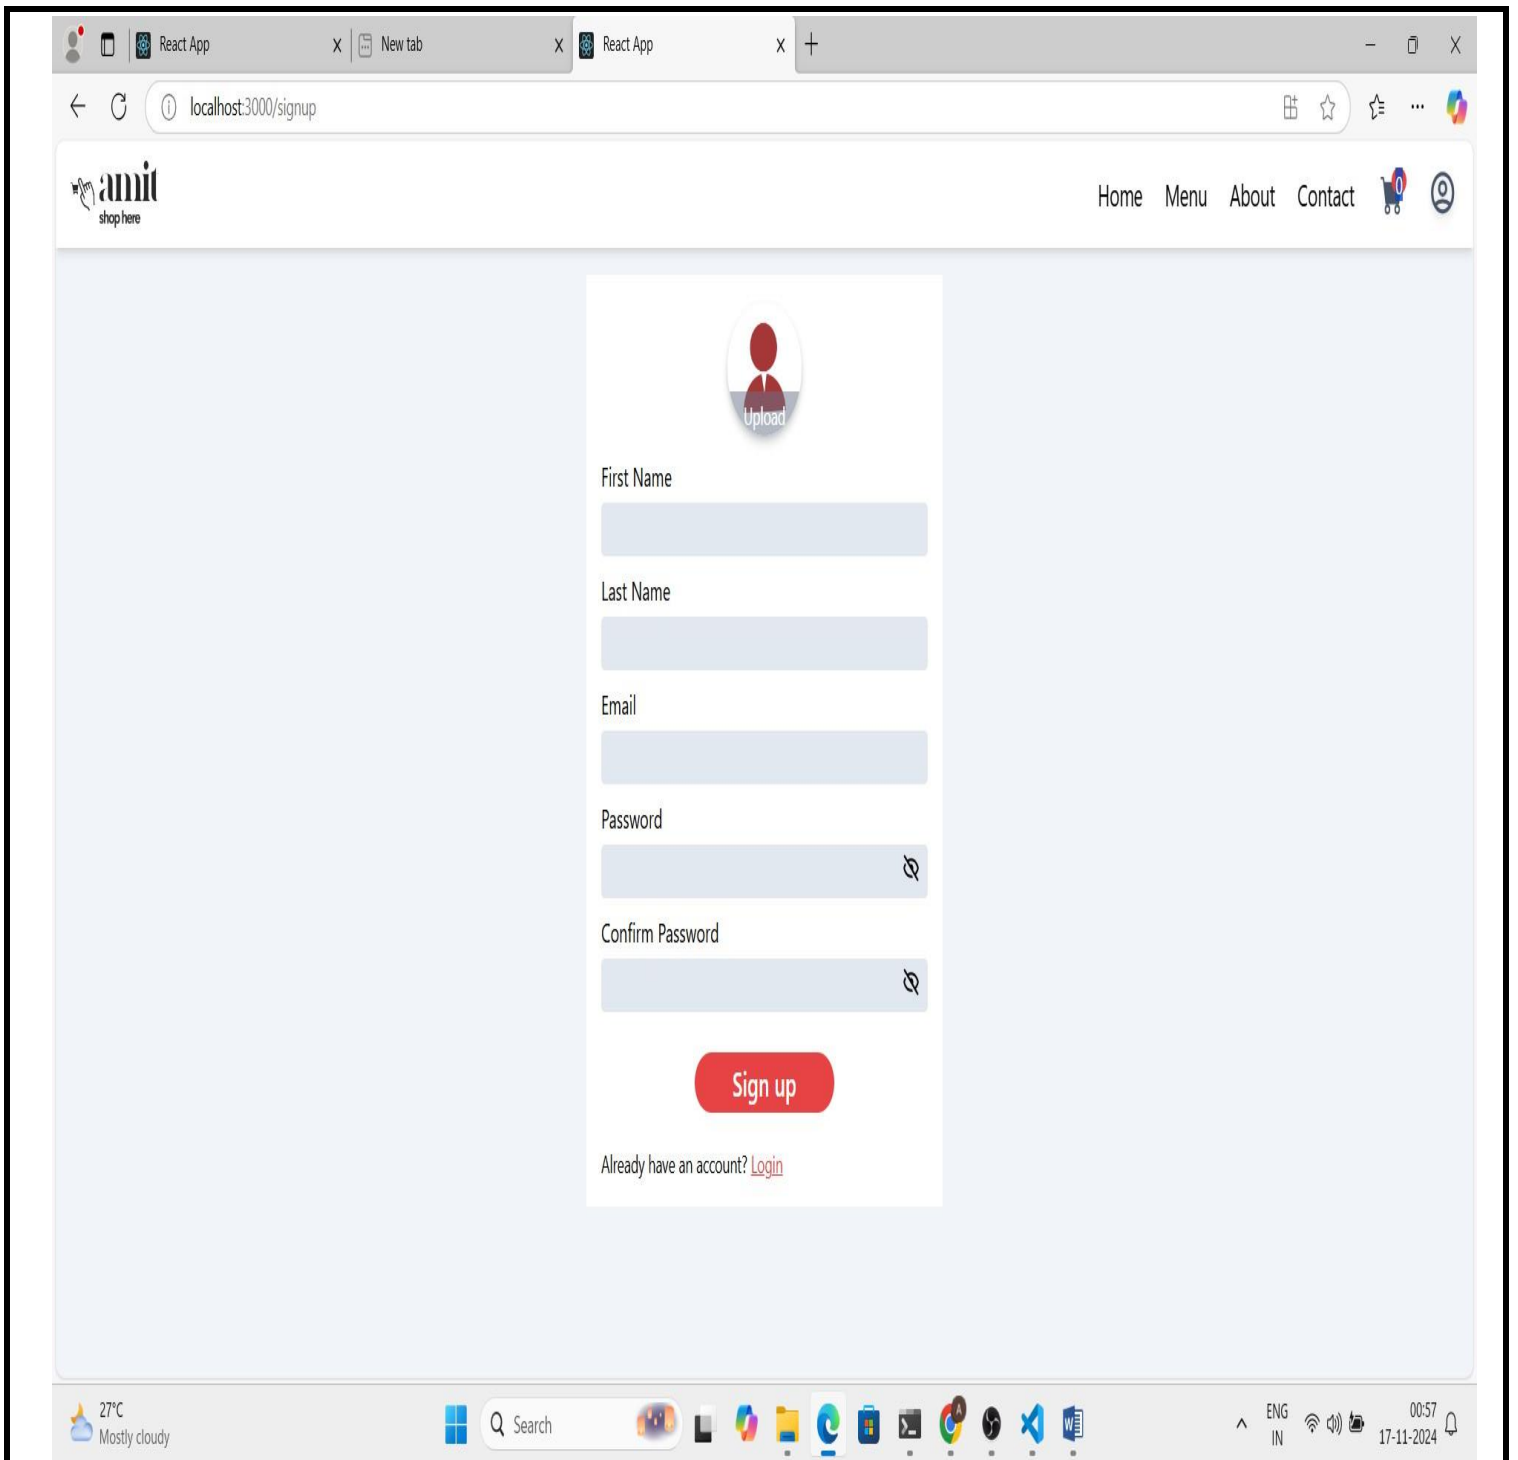 React App
New tab
React App
localhost:3000/signup
amit
shop here
Home Menu About Contact 0
Upload
First Name
Last Name
Email
Password
Confirm Password
Sign up
Already have an account? Login
27°C
Mostly cloudy
Search
A
ENG
IN
00:57
17-11-2024